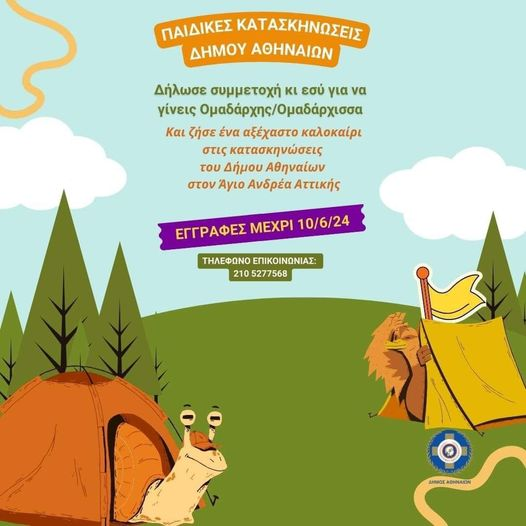 ΠΑΙΔΙΚΕΣ ΚΑΤΑΣΚΗΝΩΣΕΙΣ
ΔΗΜΟΥ ΑΘΗΝΑΙΩΝ
Δήλωσε συμμετοχή κι εσύ για να
γίνεις Ομαδάρχης/Ομαδάρχισσα
Και ζήσε ένα αξέχαστο καλοκαίρι
στις κατασκηνώσεις
του Δήμου Αθηναίων
στον Άγιο Ανδρέα Αττικής
ΕΓΓΡΑΦΕΣ ΜΕΧΡΙ 10/6/24
ΤΗΛΕΦΩΝΟ ΕΠΙΚΟΙΝΩΝΙΑΣ:
210 5277568
ΔΗΜΟΣ ΑΘΗΝΑΙΩΝ